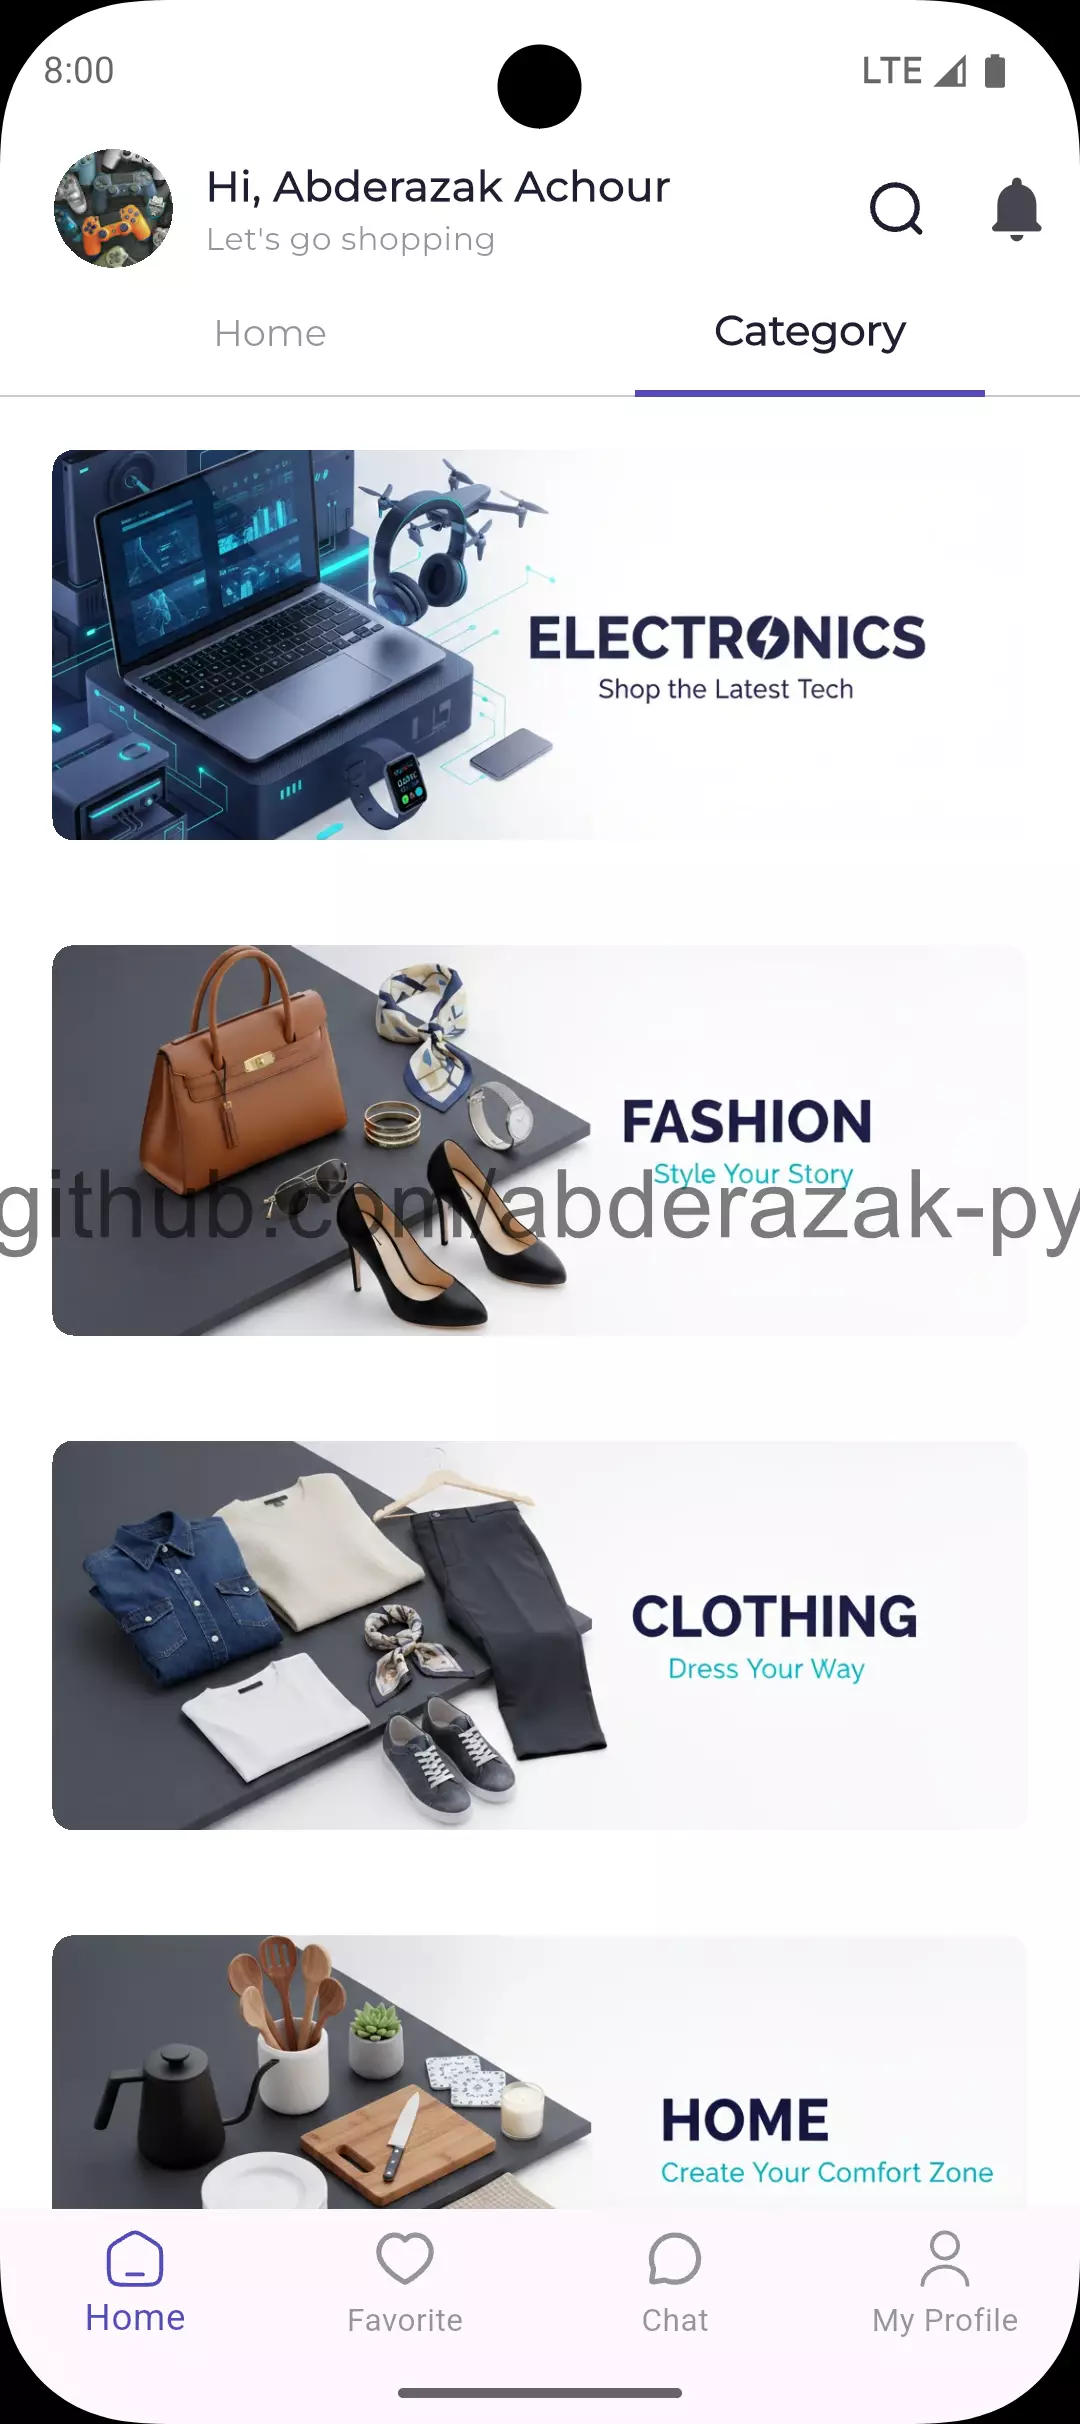 8:00
LTE
Hi, Abderazak Achour
Let's go shopping
Home
Category
ELECTRONICS
Shop the Latest Tech
FASHION
Style Your Story
github.com/abderazak-py
CLOTHING
Dress Your Way
HOME
Create Your Comfort Zone
Home
Favorite
Chat
My Profile